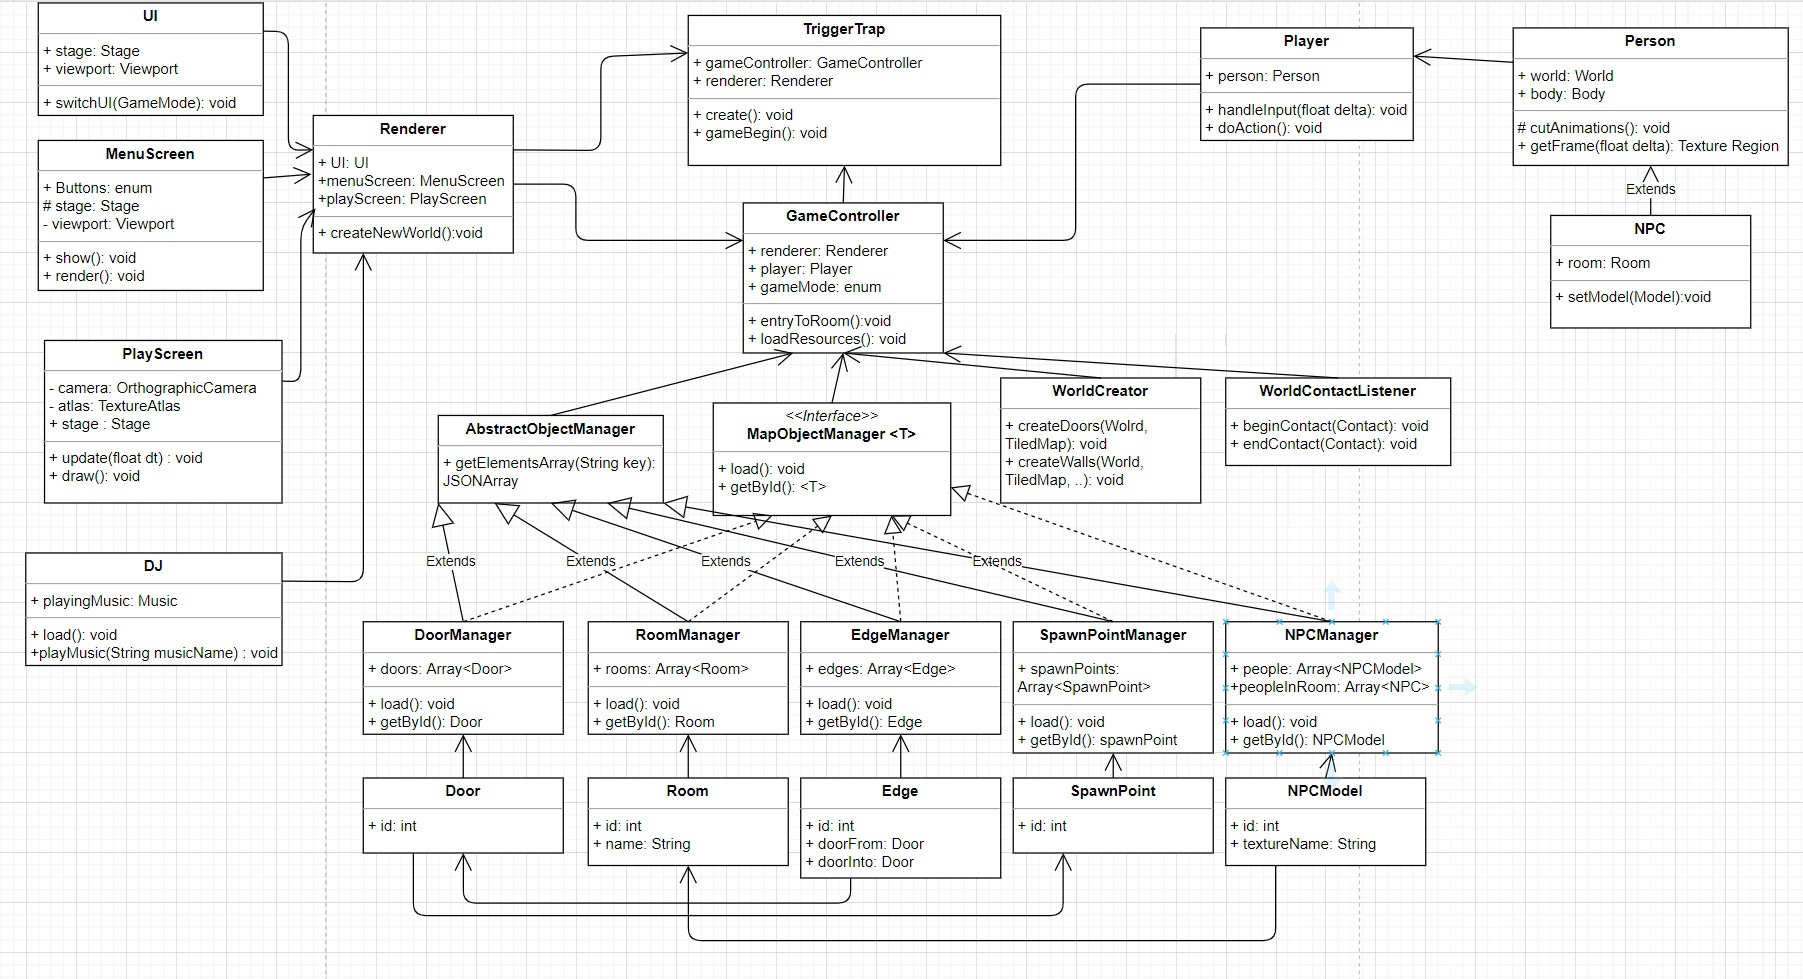 UI
+ stage: Stage
+ viewport: Viewport
+ switchUI(GameMode): void
MenuScreen
+ Buttons: enum
# stage: Stage
- viewport: Viewport
+ show(): void
+ render(): void
PlayScreen
- camera: OrthographicCamera
- atlas: TextureAtlas
+ stage : Stage
+ update(float dt) : void
+ draw(): void
DJ
+ playingMusic: Music
+ load(): void
+playMusic(String musicName) : void
Renderer
+ UI: UI
+menuScreen: MenuScreen
+playScreen: PlayScreen
+ createNewWorld():void
TriggerTrap
+ gameController: GameController
+ renderer: Renderer
+ create(): void
+ gameBegin(): void
GameController
+ renderer: Renderer
+ player: Player
+ gameMode: enum
+ entryToRoom():void
+ loadResources(): void
Player
+ person: Person
+ handleInput(float delta): void
+ doAction(): void
Person
+ world: World
+ body: Body
# cutAnimations(): void
+ getFrame(float delta): Texture Region
Extends
NPC
+ room: Room
+ setModel(Model):void
AbstractObjectManager
+ getElementsArray(String key):
JSONArray
<<Interface>>
MapObjectManager <T>
+ load(): void
+ getById(): <T>
WorldCreator
+ createDoors(Wolrd,
TiledMap): void
+ createWalls(World,
TiledMap, ..): void
WorldContactListener
+ beginContact(Contact): void
+ endContact(Contact): void
Extends
Extends
Extends
Extends
Extends
DoorManager
+ doors: Array<Door>
+ load(): void
+ getById(): Door
RoomManager
+ rooms: Array<Room>
+ load(): void
+ getById(): Room
EdgeManager
+ edges: Array<Edge>
+ load(): void
+ getById(): Edge
SpawnPointManager
+ spawnPoints:
Array<SpawnPoint>
+ load(): void
+ getById(): spawnPoint
NPCManager
+ people: Array<NPCModel>
+peopleInRoom: Array<NPC>
+ load(): void
+ getById(): NPCModel
Door
+ id: int
Room
+ id: int
+ name: String
Edge
+ id: int
+ doorFrom: Door
+ doorInto: Door
SpawnPoint
+ id: int
NPCModel
+ id: int
+ textureName: String